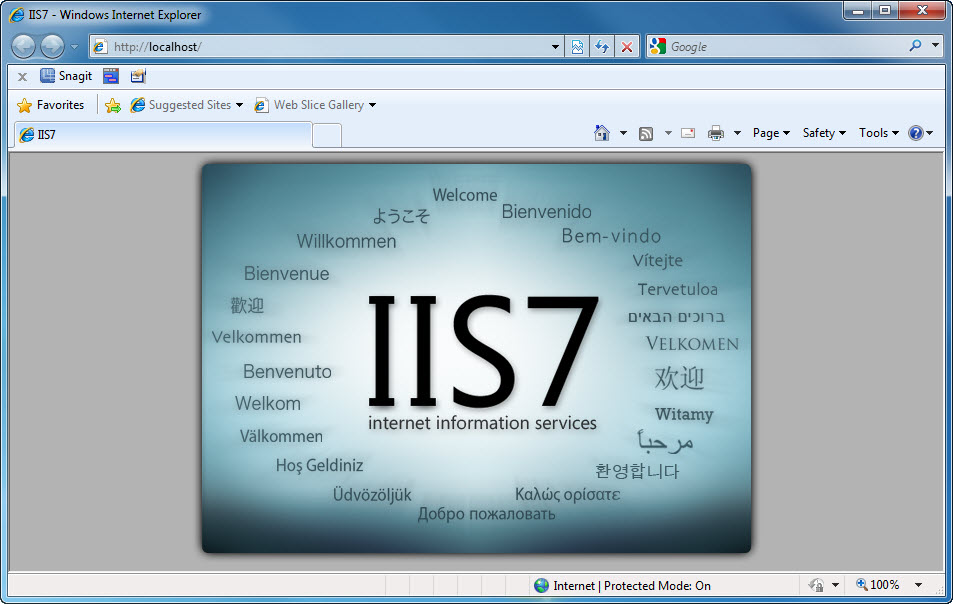 IIS7 - Windows Internet Explorer
http://localhost/
Google
Snagit
Favorites Suggested Sites Web Slice Gallery
IIS7
Page Safety Tools
Welcome
Bienvenido
ようこそ
Bem-vindo
Willkommen
Vítejte
Bienvenue
Tervetuloa
歡迎
ברוכים הבאים
Velkommen
VELKOMEN
Benvenuto
欢迎
Welkom
Witamy
Välkommen
مرحباً
Hoş Geldiniz
환영합니다
Üdvözöljük
Καλώς ορίσατε
Добро пожаловать
IIS7
internet information services
Internet | Protected Mode: On
100%